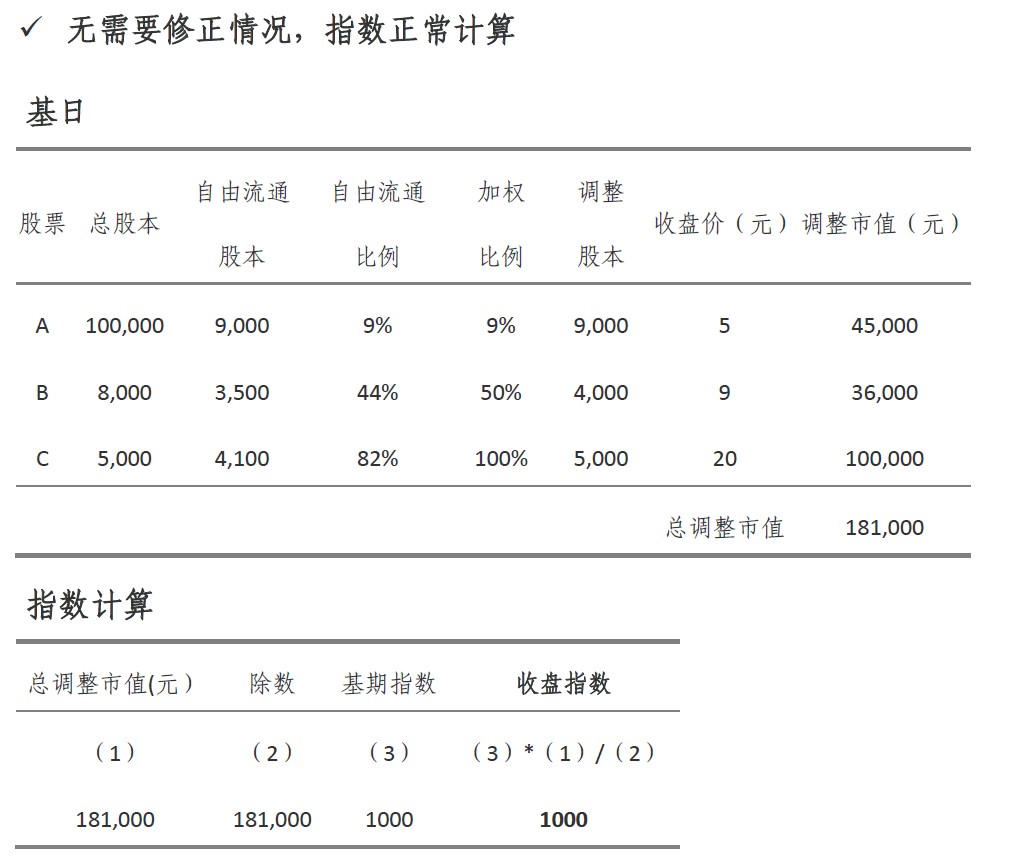 ✓ 无需要修正情况，指数正常计算
基日
股票 总股本 自由流通股本 自由流通比例 加权比例 调整股本 收盘价（元） 调整市值（元）
A 100,000 9,000 9% 9% 9,000 5 45,000
B 8,000 3,500 44% 50% 4,000 9 36,000
C 5,000 4,100 82% 100% 5,000 20 100,000
总调整市值 181,000
指数计算
总调整市值(元） 除数 基期指数 收盘指数
（1） （2） （3） （3）*（1）/（2）
181,000 181,000 1000 1000